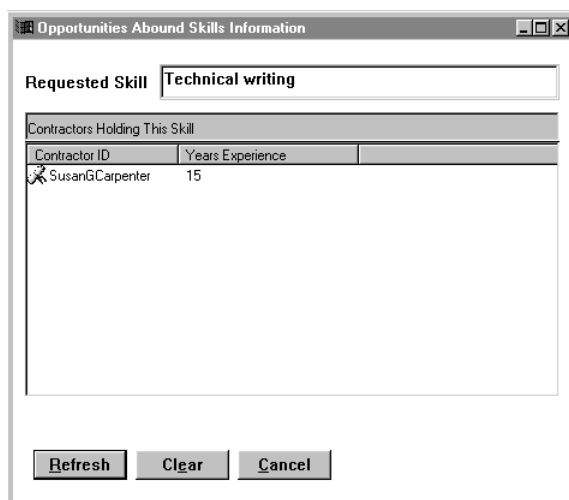 Opportunities Abound Skills Information
Requested Skill Technical writing
Contractors Holding This Skill
Contractor ID Years Experience
SusanGCarpenter 15
Refresh Clear Cancel